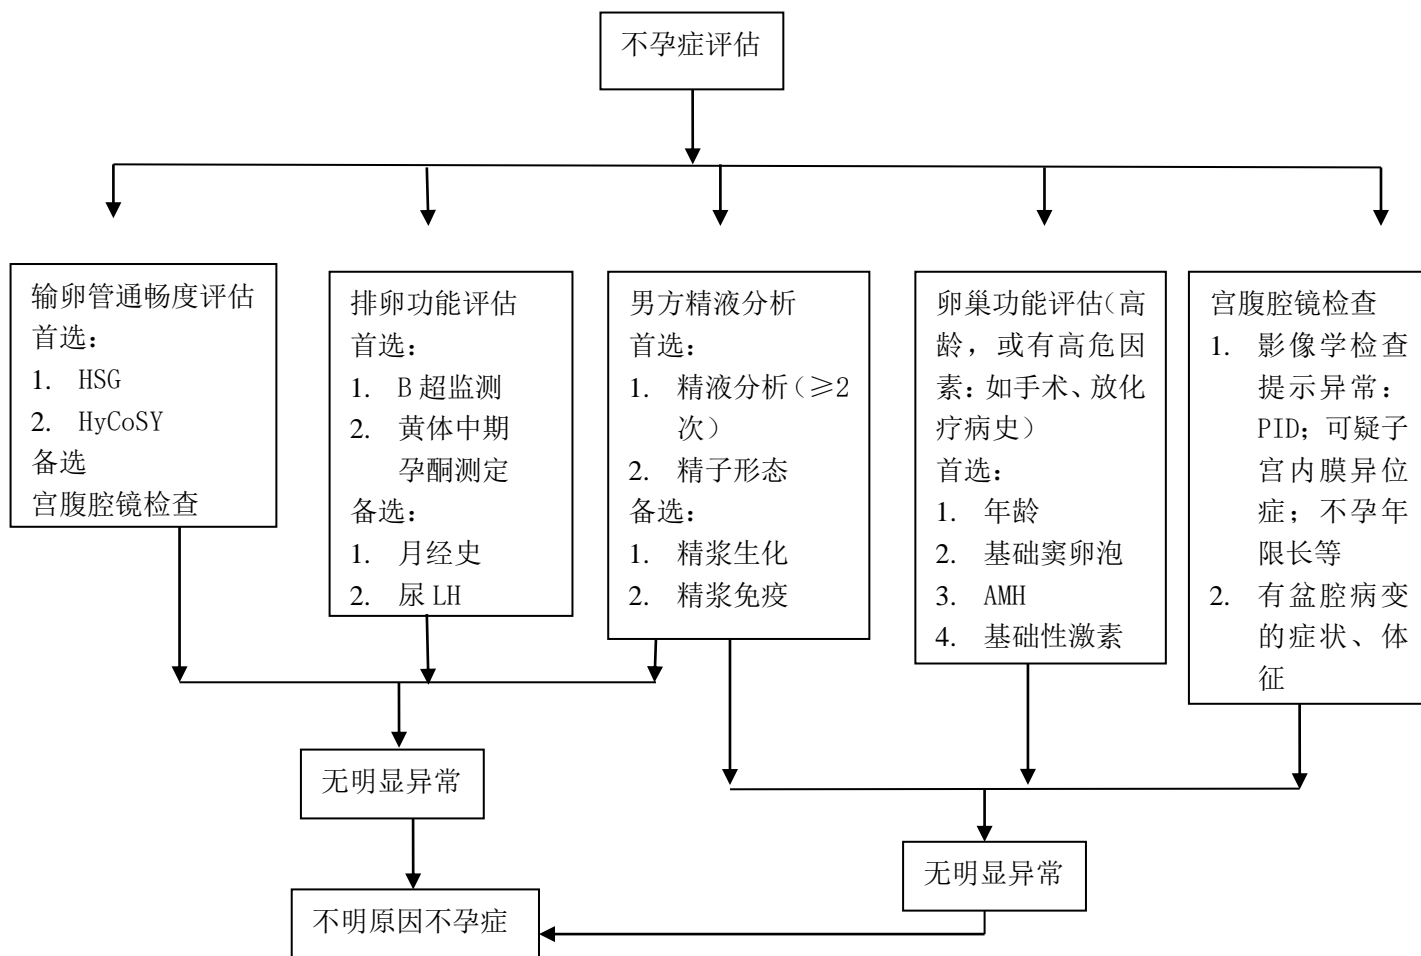 不孕症评估
输卵管通畅度评估
首选：
1. HSG
2. HyCoSY
备选
宫腹腔镜检查
排卵功能评估
首选：
1. B 超监测
2. 黄体中期
孕酮测定
备选：
1. 月经史
2. 尿 LH
男方精液分析
首选：
1. 精液分析（≥2
次）
2. 精子形态
备选：
1. 精浆生化
2. 精浆免疫
卵巢功能评估（高
龄，或有高危因
素：如手术、放化
疗病史）
首选：
1. 年龄
2. 基础窦卵泡
3. AMH
4. 基础性激素
宫腹腔镜检查
1. 影像学检查
提示异常：
PID；可疑子
宫内膜异位
症；不孕年
限长等
2. 有盆腔病变
的症状、体
征
无明显异常
无明显异常
不明原因不孕症